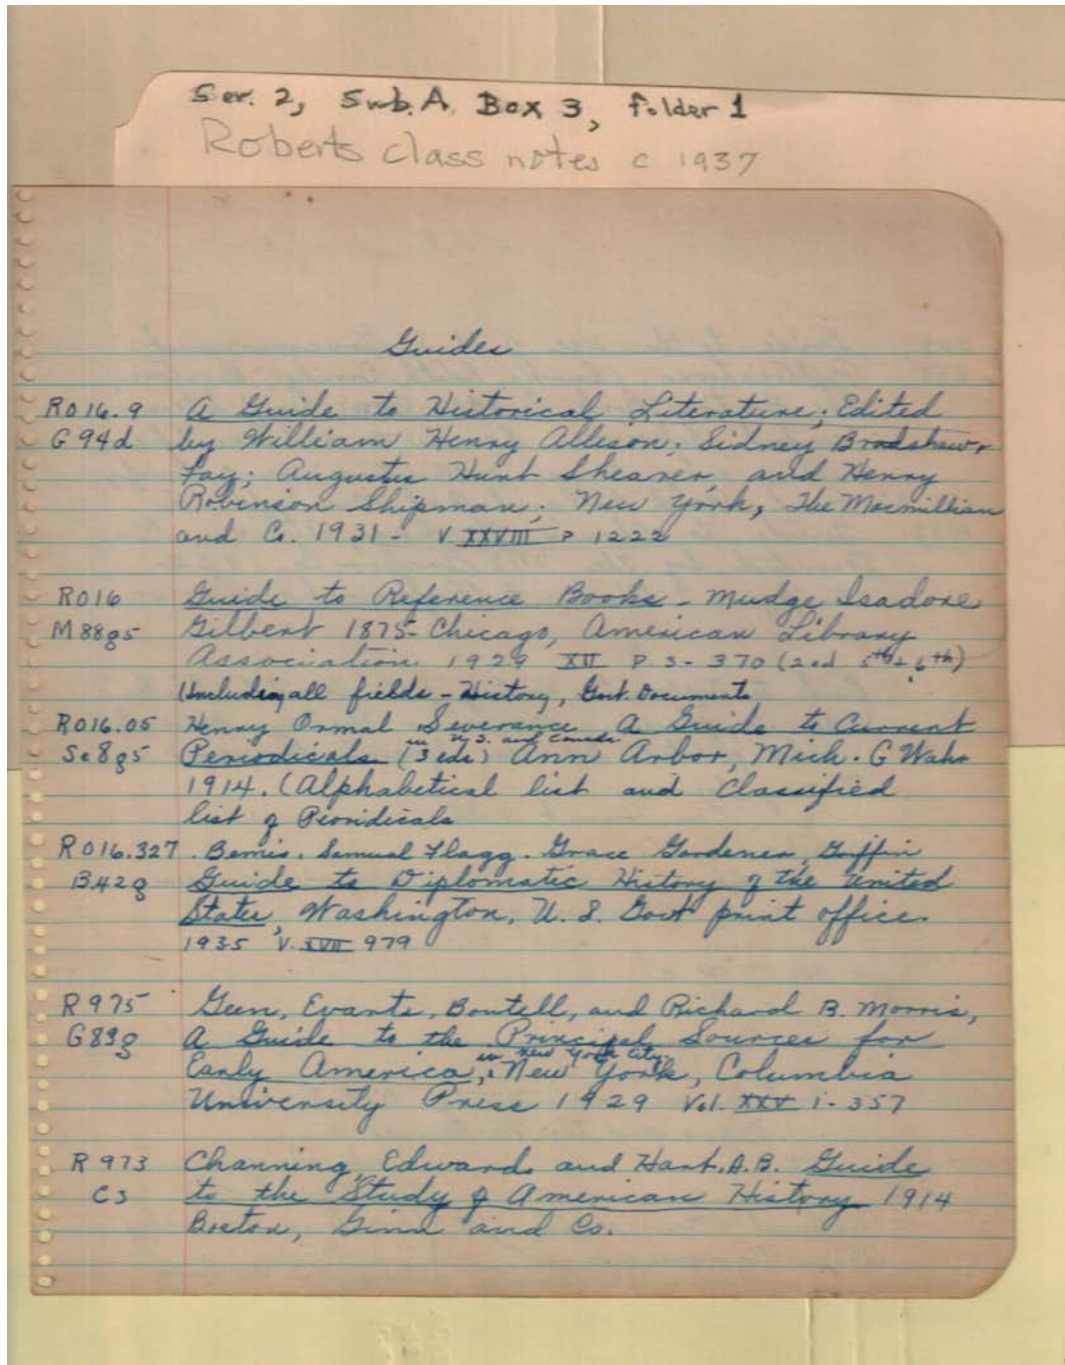 Ser. 2, Sub. A. Box 3, folder 1
Roberts class notes c 1937
Guides
R016.9 A Guide to Historical Literature; Edited
G94d by William Henry Allison; Sidney Bradshaw
Fay; Augustus Hunt Shearer, and Henry
Robinson Shipman; New York, The Macmillian
and Co. 1931- V XXVIII P 1222
R016 Guide to Reference Books - Mudge Isadore
M88g5 Gilbert 1875- Chicago, American Library
Association 1929 XII P 3-370 (2nd 5th + 6th)
(Including all fields - History, Govt. Documents
R016.05 Henry Ormal Severance A Guide to Current
in U.S. and Canada
Se8g5 Periodicals (3 eds) Ann Arbor, Mich. G Wahr
1914. (Alphabetical list and Classified
list of Peoridicals
R016.327 Bemis, Samuel Flagg. Grace Gardener, Griffin
B42g Guide to Diplomatic History of the United
States, Washington, U. S. Govt print office.
1935 V. XVII 979
R975 Geen, Evarts, Boutell, and Richard B. Morris,
G83g A Guide to the Principal Sources for
in New York City.
Early America, New York, Columbia
University Press 1929 Vol. XXV 1-357
R973 Channing, Edward and Hart, A.B. Guide
C3 to the Study of American History 1914
Boston, Ginn and Co.